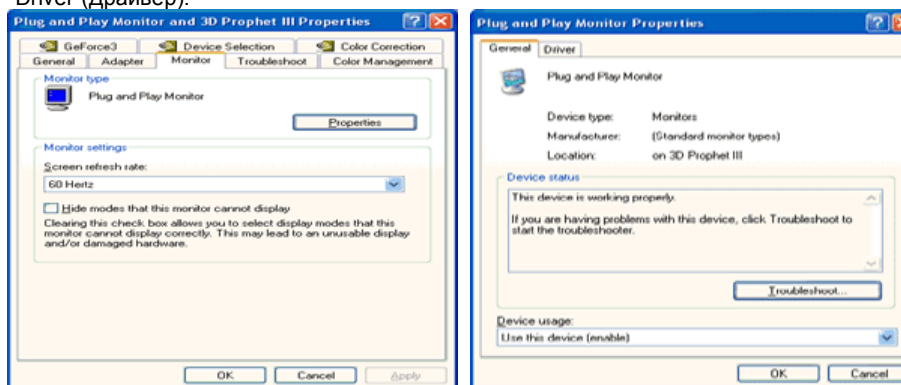 Driver (Драйвер).
Plug and Play Monitor and 3D Prophet III Properties
GeForce3 Device Selection Color Correction
General Adapter Monitor Troubleshoot Color Management
Monitor type
Plug and Play Monitor
Properties
Monitor settings
Screen refresh rate:
60 Hertz
Hide modes that this monitor cannot display
Clearing this check box allows you to select display modes that this
monitor cannot display correctly. This may lead to an unusable display
and/or damaged hardware.
OK Cancel Apply
Plug and Play Monitor Properties
General Driver
Plug and Play Monitor
Device type: Monitors
Manufacturer: (Standard monitor types)
Location: on 3D Prophet III
Device status
This device is working properly.
If you are having problems with this device, click Troubleshoot to
start the troubleshooter.
Troubleshoot...
Device usage:
Use this device (enable)
OK Cancel